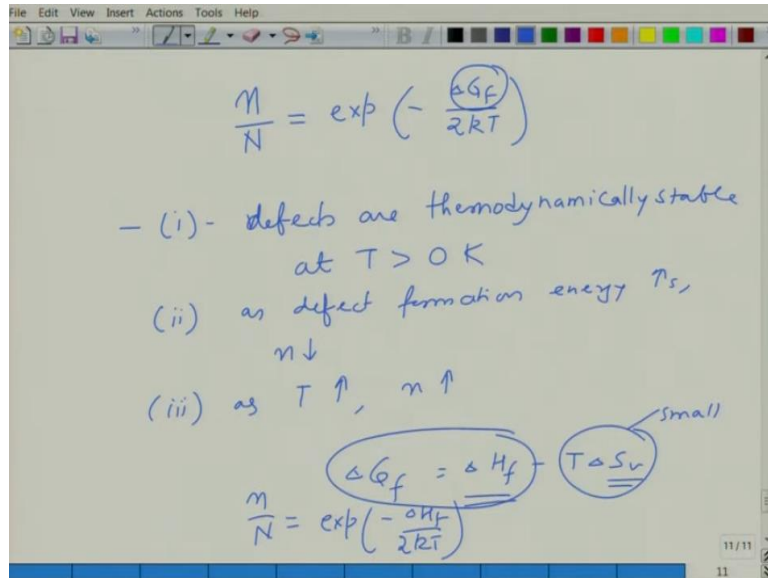 File Edit View Insert Actions Tools Help
n/N = exp (- ΔGf/2kT)
- (i) - defects are thermodynamically stable
at T > 0 K
(ii) as defect formation energy ↑s,
n↓
(iii) as T ↑, n ↑
small
ΔGf = ΔHf - TΔSv
n/N = exp(-ΔHf/2kT)
11/11
11